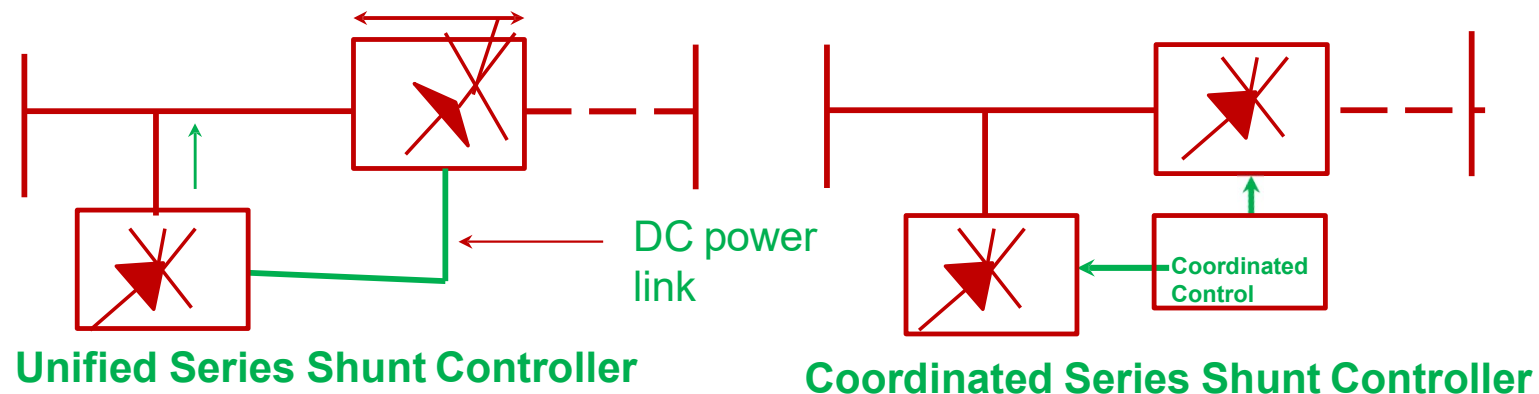 DC power
link
Coordinated
Control
Unified Series Shunt Controller
Coordinated Series Shunt Controller